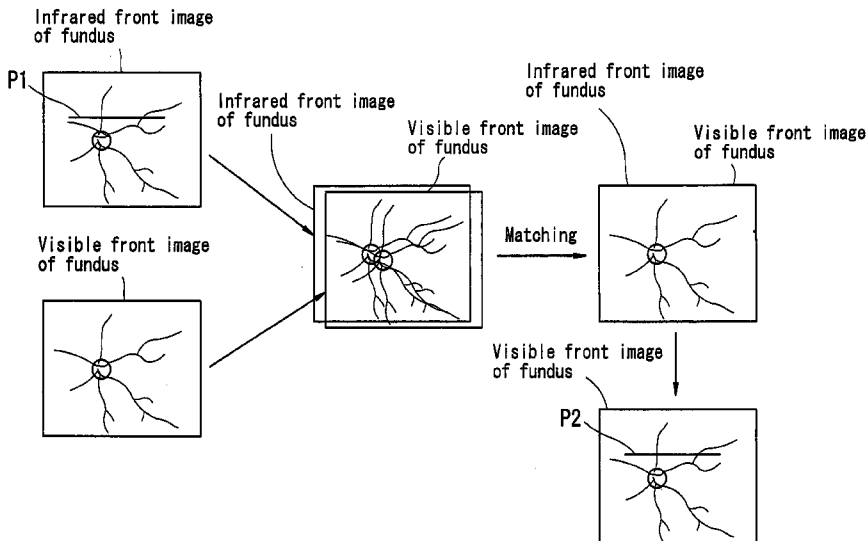 Infrared front image
of fundus
P1
Infrared front image
of fundus
Visible front image
of fundus
Infrared front image
of fundus
Visible front image
of fundus
Matching
Visible front image
of fundus
Visible front image
of fundus
P2